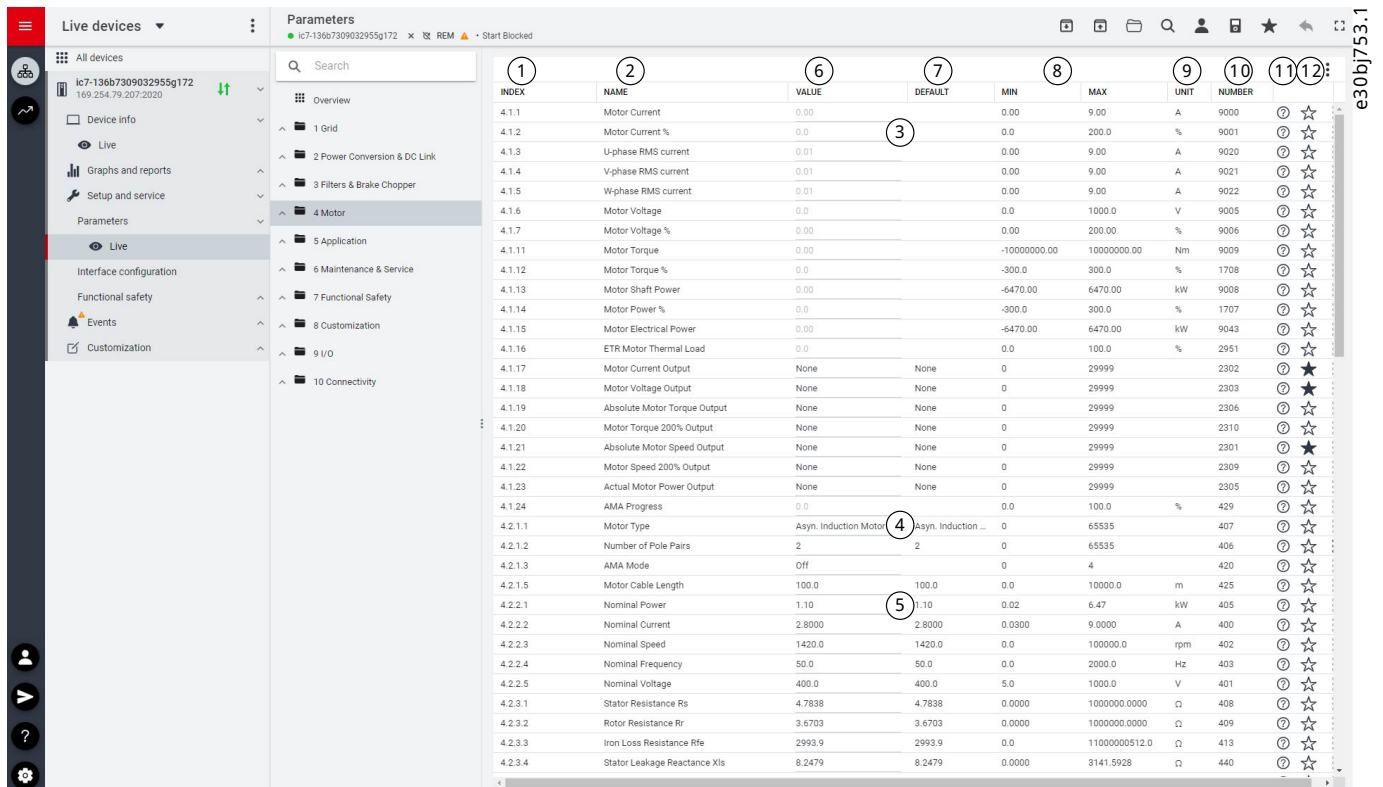 Live devices
Parameters
ic7-136b7309032955g172 REM • Start Blocked
e30bj753.1
All devices
ic7-136b7309032955g172
169.254.79.207:2020
Device info
Live
Graphs and reports
Setup and service
Parameters
Live
Interface configuration
Functional safety
Events
Customization
Search
Overview
1 Grid
2 Power Conversion & DC Link
3 Filters & Brake Chopper
4 Motor
5 Application
6 Maintenance & Service
7 Functional Safety
8 Customization
9 I/O
10 Connectivity
1 2 6 7 8 9 10 11 12
INDEX NAME VALUE DEFAULT MIN MAX UNIT NUMBER
4.1.1 Motor Current 0.00 0.00 9.00 A 9000
4.1.2 Motor Current % 0.0 3 0.0 200.0 % 9001
4.1.3 U-phase RMS current 0.01 0.00 9.00 A 9020
4.1.4 V-phase RMS current 0.01 0.00 9.00 A 9021
4.1.5 W-phase RMS current 0.01 0.00 9.00 A 9022
4.1.6 Motor Voltage 0.0 0.0 1000.0 V 9005
4.1.7 Motor Voltage % 0.0 0.0 200.00 % 9006
4.1.11 Motor Torque 0.00 -10000000.00 10000000.00 Nm 9009
4.1.12 Motor Torque % 0.0 -300.0 300.0 % 1708
4.1.13 Motor Shaft Power 0.00 -6470.00 6470.00 kW 9008
4.1.14 Motor Power % 0.0 -300.0 300.0 % 1707
4.1.15 Motor Electrical Power 0.00 -6470.00 6470.00 kW 9043
4.1.16 ETR Motor Thermal Load 0.0 0.0 100.0 % 2951
4.1.17 Motor Current Output None None 0 29999 2302
4.1.18 Motor Voltage Output None None 0 29999 2303
4.1.19 Absolute Motor Torque Output None None 0 29999 2306
4.1.20 Motor Torque 200% Output None None 0 29999 2310
4.1.21 Absolute Motor Speed Output None None 0 29999 2301
4.1.22 Motor Speed 200% Output None None 0 29999 2309
4.1.23 Actual Motor Power Output None None 0 29999 2305
4.1.24 AMA Progress 0.0 0.0 100.0 % 429
4.2.1.1 Motor Type Asyn. Induction Motor 4 Asyn. Induction ... 0 65535 407
4.2.1.2 Number of Pole Pairs 2 2 0 65535 406
4.2.1.3 AMA Mode Off 0 4 420
4.2.1.5 Motor Cable Length 100.0 100.0 0.0 10000.0 m 425
4.2.2.1 Nominal Power 1.10 5 1.10 0.02 6.47 kW 405
4.2.2.2 Nominal Current 2.8000 2.8000 0.0300 9.0000 A 400
4.2.2.3 Nominal Speed 1420.0 1420.0 0.0 100000.0 rpm 402
4.2.2.4 Nominal Frequency 50.0 50.0 0.0 2000.0 Hz 403
4.2.2.5 Nominal Voltage 400.0 400.0 5.0 1000.0 V 401
4.2.3.1 Stator Resistance Rs 4.7838 4.7838 0.0000 1000000.0000 Ω 408
4.2.3.2 Rotor Resistance Rr 3.6703 3.6703 0.0000 1000000.0000 Ω 409
4.2.3.3 Iron Loss Resistance Rfe 2993.9 2993.9 0.0 11000000512.0 Ω 413
4.2.3.4 Stator Leakage Reactance Xls 8.2479 8.2479 0.0000 3141.5928 Ω 440